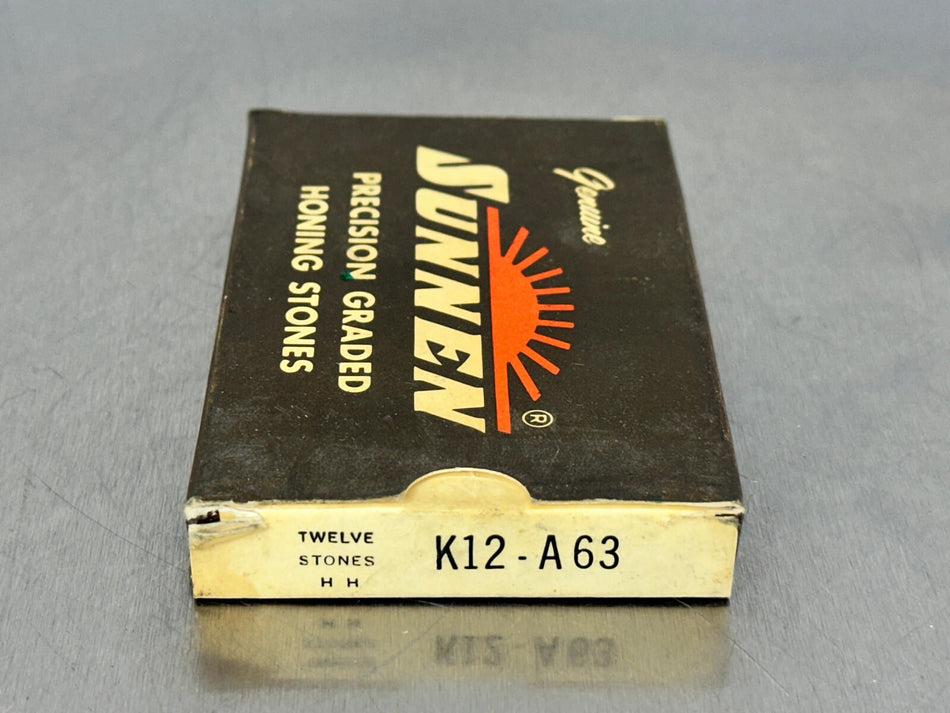 Genuine
SUNNEN®
PRECISION GRADED
HONING STONES
TWELVE
STONES
H H
K12-A63